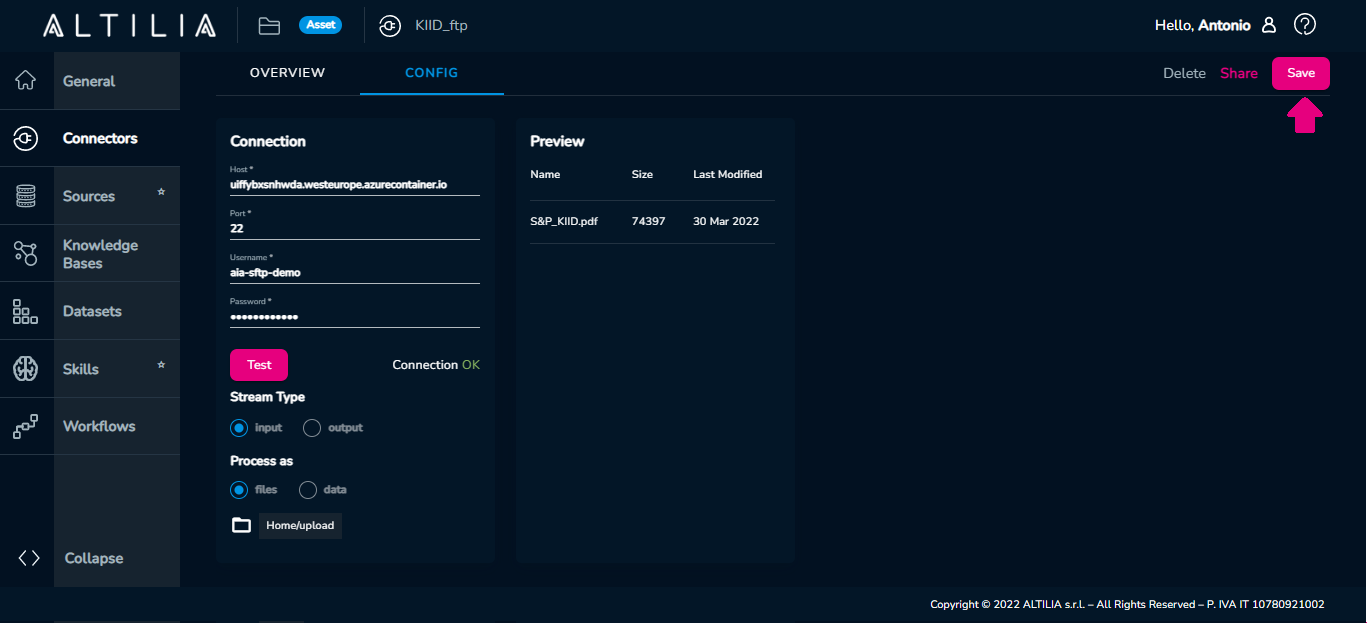 ALTILIA
Asset
KIID_ftp
Hello, Antonio
OVERVIEW
CONFIG
Delete
Share
Save
General
Connectors
Sources
Knowledge
Bases
Datasets
Skills
Workflows
Collapse
Connection
Host *
uiffybxsnhwda.westeurope.azurecontainer.io
Port *
22
Username *
aia-sftp-demo
Password *
••••••••••••
Test
Connection OK
Stream Type
input output
Process as
files data
Home/upload
Preview
Name Size Last Modified
S&P_KIID.pdf 74397 30 Mar 2022
Copyright © 2022 ALTILIA s.r.l. – All Rights Reserved – P. IVA IT 10780921002